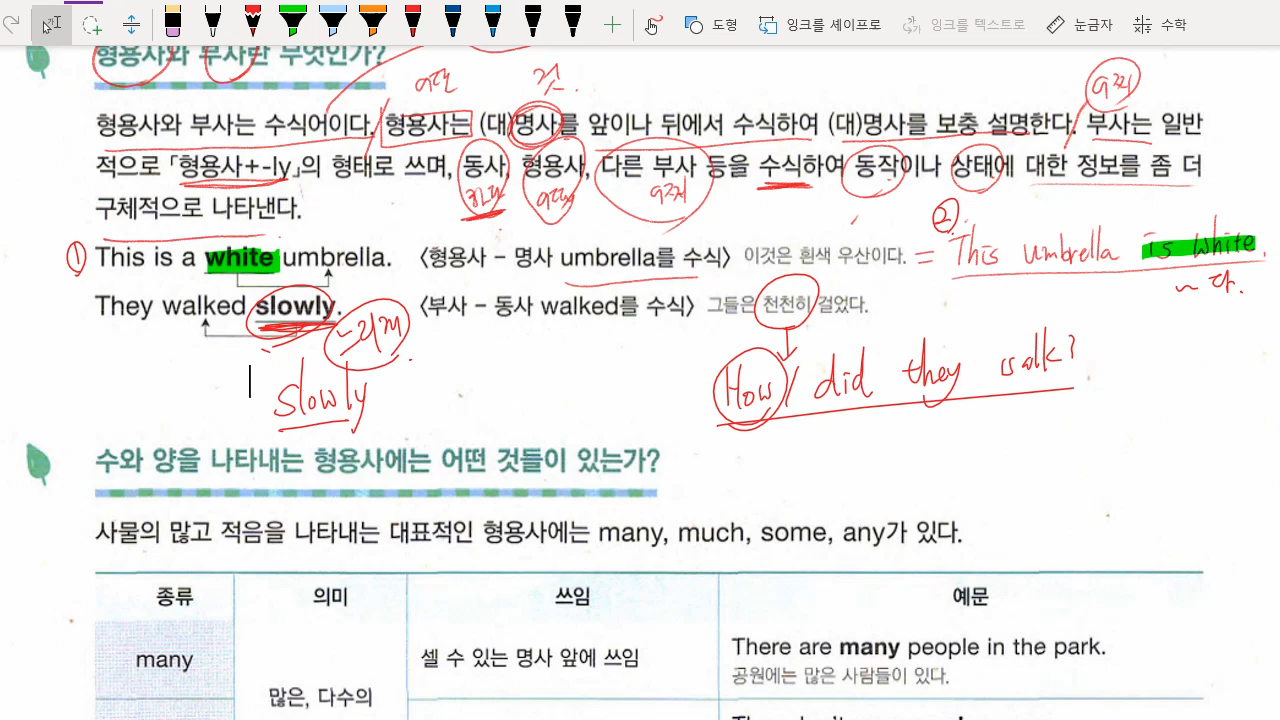 도형
잉크를 셰이프로
잉크를 텍스트로
눈금자
수학
형용사와 부사란 무엇인가?
어떤 것.
어찌
형용사와 부사는 수식어이다. 형용사는 (대)명사를 앞이나 뒤에서 수식하여 (대)명사를 보충 설명한다. 부사는 일반
적으로 「형용사+-ly」의 형태로 쓰며, 동사, 형용사, 다른 부사 등을 수식하여 동작이나 상태에 대한 정보를 좀 더
한다 어떤 어찌
구체적으로 나타낸다.
① This is a white umbrella. 〈형용사 – 명사 umbrella를 수식〉 이것은 흰색 우산이다. = ② This umbrella is white.
~다.
They walked slowly. 〈부사 – 동사 walked를 수식〉 그들은 천천히 걸었다.
느리게
slowly
How / did they walk?
수와 양을 나타내는 형용사에는 어떤 것들이 있는가?
사물의 많고 적음을 나타내는 대표적인 형용사에는 many, much, some, any가 있다.
종류 의미 쓰임 예문
many 많은, 다수의 셀 수 있는 명사 앞에 쓰임 There are many people in the park.
공원에는 많은 사람들이 있다.